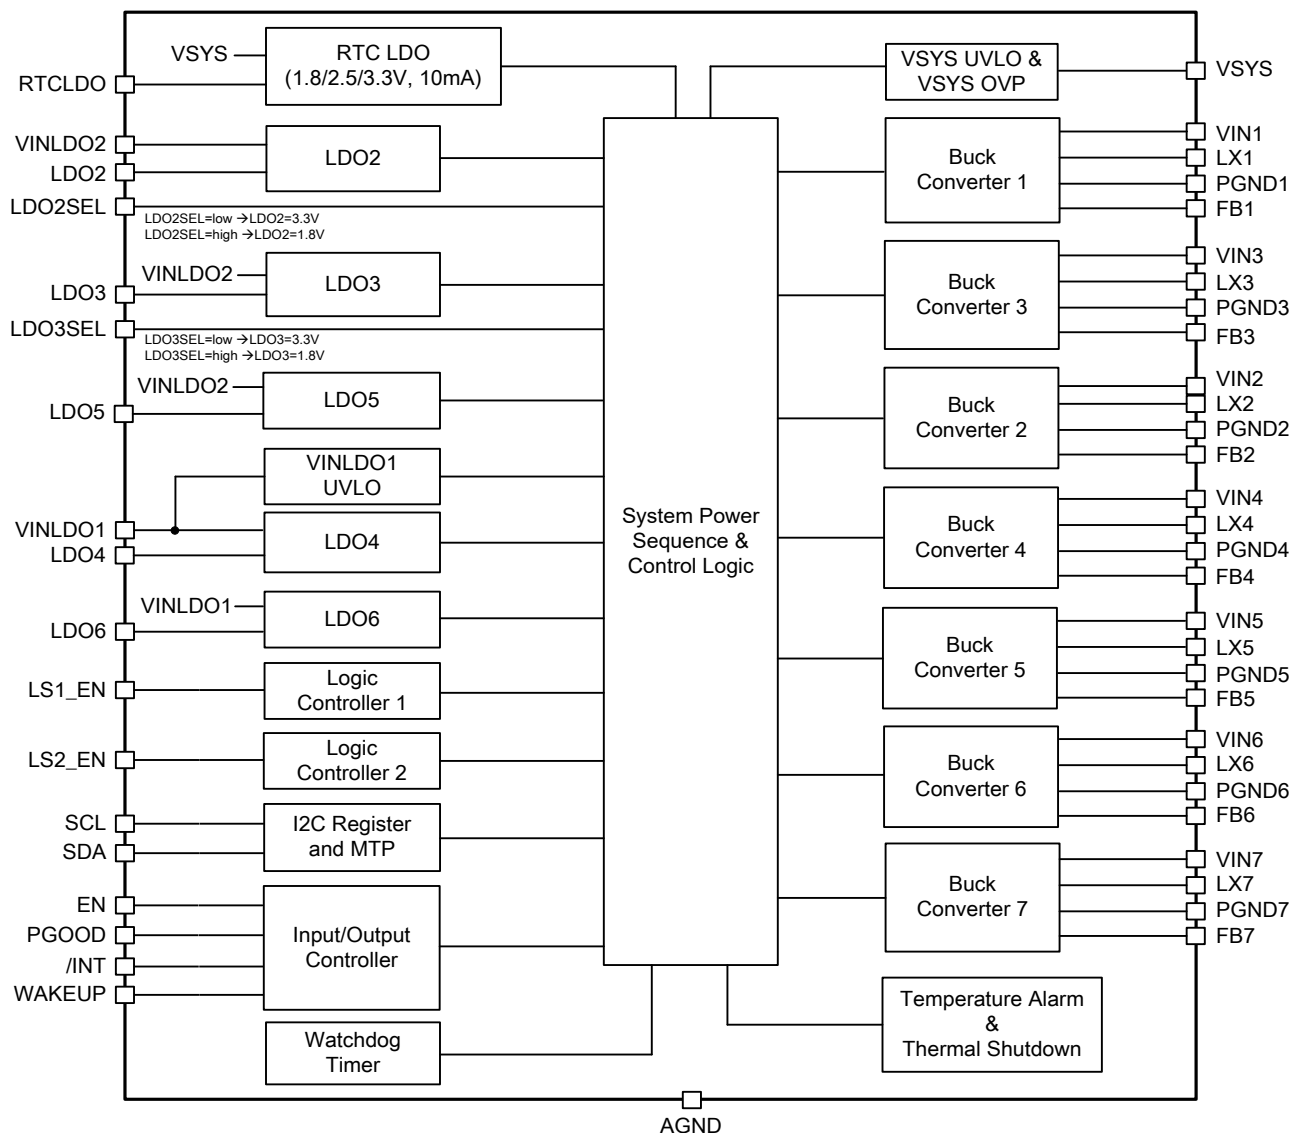 VSYS
RTC LDO
(1.8/2.5/3.3V, 10mA)
RTCLDO
VINLDO2
LDO2
LDO2
LDO2SEL
LDO2SEL=low →LDO2=3.3V
LDO2SEL=high →LDO2=1.8V
VINLDO2
LDO3
LDO3
LDO3SEL
LDO3SEL=low →LDO3=3.3V
LDO3SEL=high →LDO3=1.8V
VINLDO2
LDO5
LDO5
VINLDO1
UVLO
VINLDO1
LDO4
LDO4
VINLDO1
LDO6
LDO6
LS1_EN
Logic
Controller 1
LS2_EN
Logic
Controller 2
SCL
SDA
I2C Register
and MTP
EN
PGOOD
/INT
WAKEUP
Input/Output
Controller
Watchdog
Timer
System Power
Sequence &
Control Logic
VSYS UVLO &
VSYS OVP
VSYS
Buck
Converter 1
VIN1
LX1
PGND1
FB1
Buck
Converter 3
VIN3
LX3
PGND3
FB3
Buck
Converter 2
VIN2
LX2
PGND2
FB2
Buck
Converter 4
VIN4
LX4
PGND4
FB4
Buck
Converter 5
VIN5
LX5
PGND5
FB5
Buck
Converter 6
VIN6
LX6
PGND6
FB6
Buck
Converter 7
VIN7
LX7
PGND7
FB7
Temperature Alarm
&
Thermal Shutdown
AGND